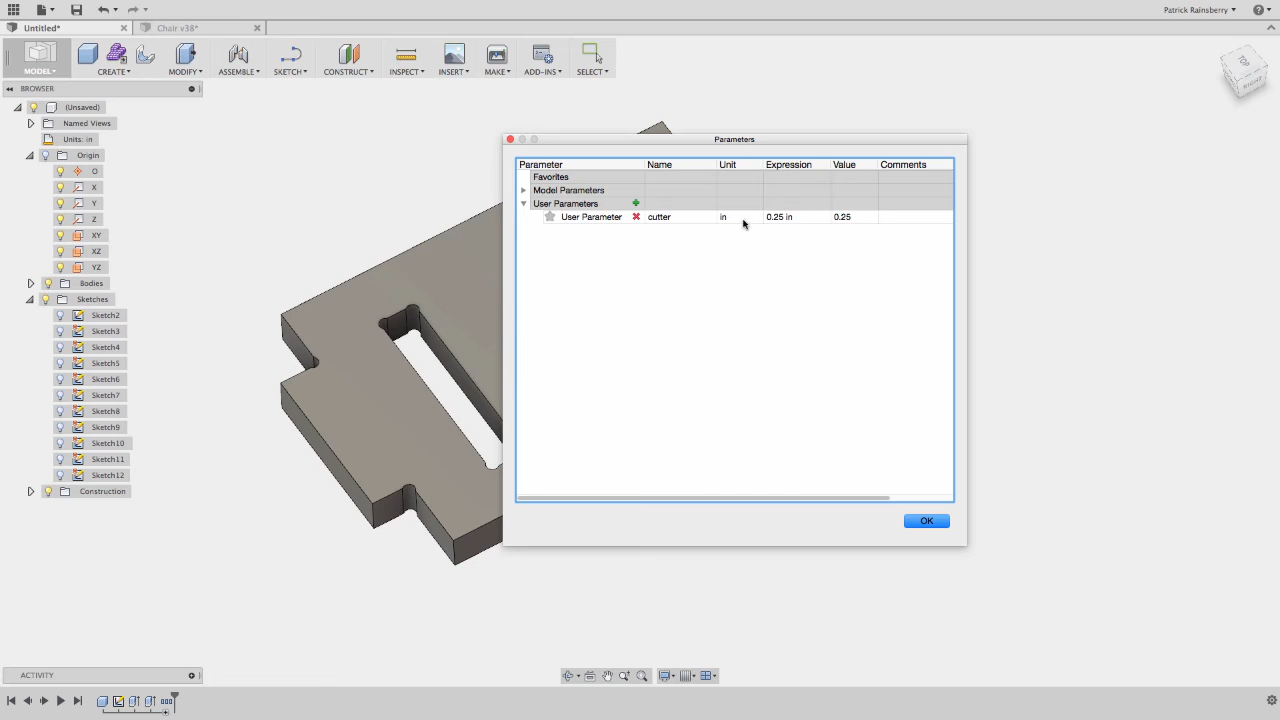 Patrick Rainsberry
Untitled*
Chair v38*
MODEL
CREATE
MODIFY
ASSEMBLE
SKETCH
CONSTRUCT
INSPECT
INSERT
MAKE
ADD-INS
SELECT
BROWSER
(Unsaved)
Named Views
Units: in
Origin
O
X
Y
Z
XY
XZ
YZ
Bodies
Sketches
Sketch2
Sketch3
Sketch4
Sketch5
Sketch6
Sketch7
Sketch8
Sketch9
Sketch10
Sketch11
Sketch12
Construction
RIGHT
Parameters
Parameter Name Unit Expression Value Comments
Favorites
Model Parameters
User Parameters
User Parameter cutter in 0.25 in 0.25
OK
ACTIVITY